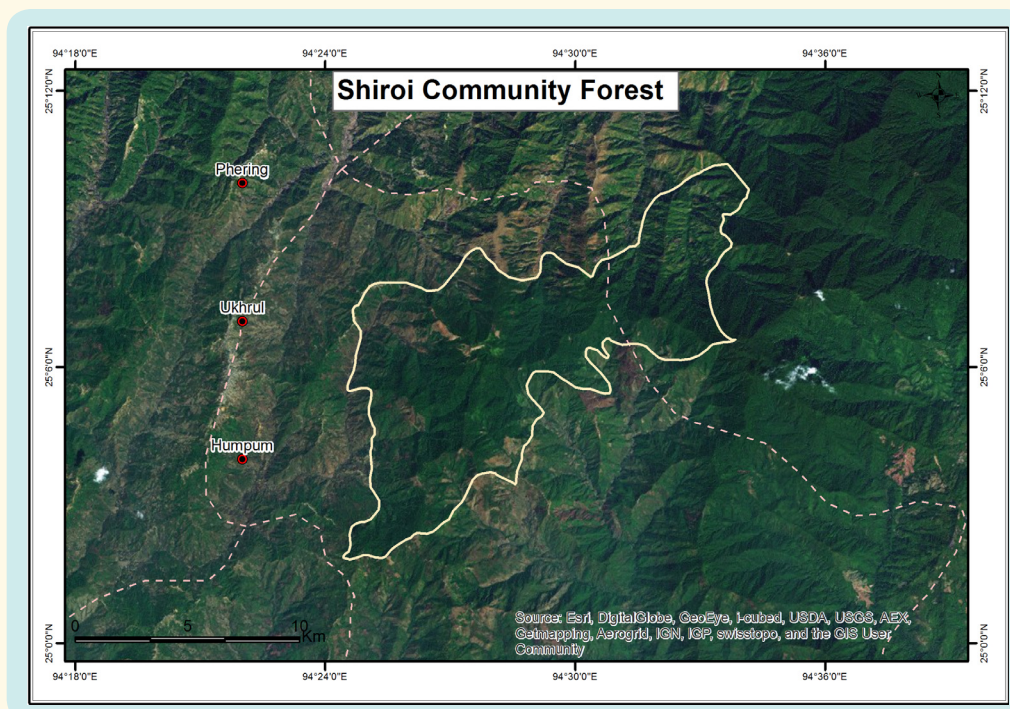 94°18'0"E 94°24'0"E 94°30'0"E 94°36'0"E
Shiroi Community Forest
25°12'0"N 25°12'0"N
Phering
Ukhrul
25°6'0"N 25°6'0"N
Humpum
0 5 10
Km
Source: Esri, DigitalGlobe, GeoEye, i-cubed, USDA, USGS, AEX,
Getmapping, Aerogrid, IGN, IGP, swisstopo, and the GIS User
Community
25°0'0"N 25°0'0"N
94°18'0"E 94°24'0"E 94°30'0"E 94°36'0"E